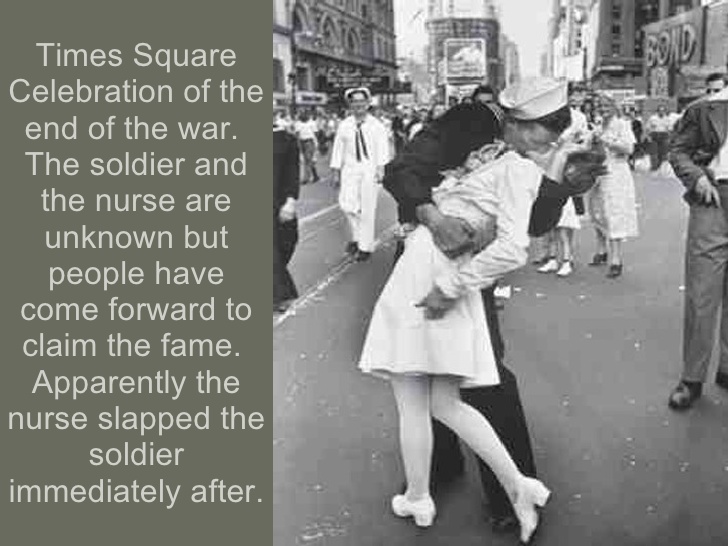 Times Square
Celebration of the
end of the war.
The soldier and
the nurse are
unknown but
people have
come forward to
claim the fame.
Apparently the
nurse slapped the
soldier
immediately after.
BOND